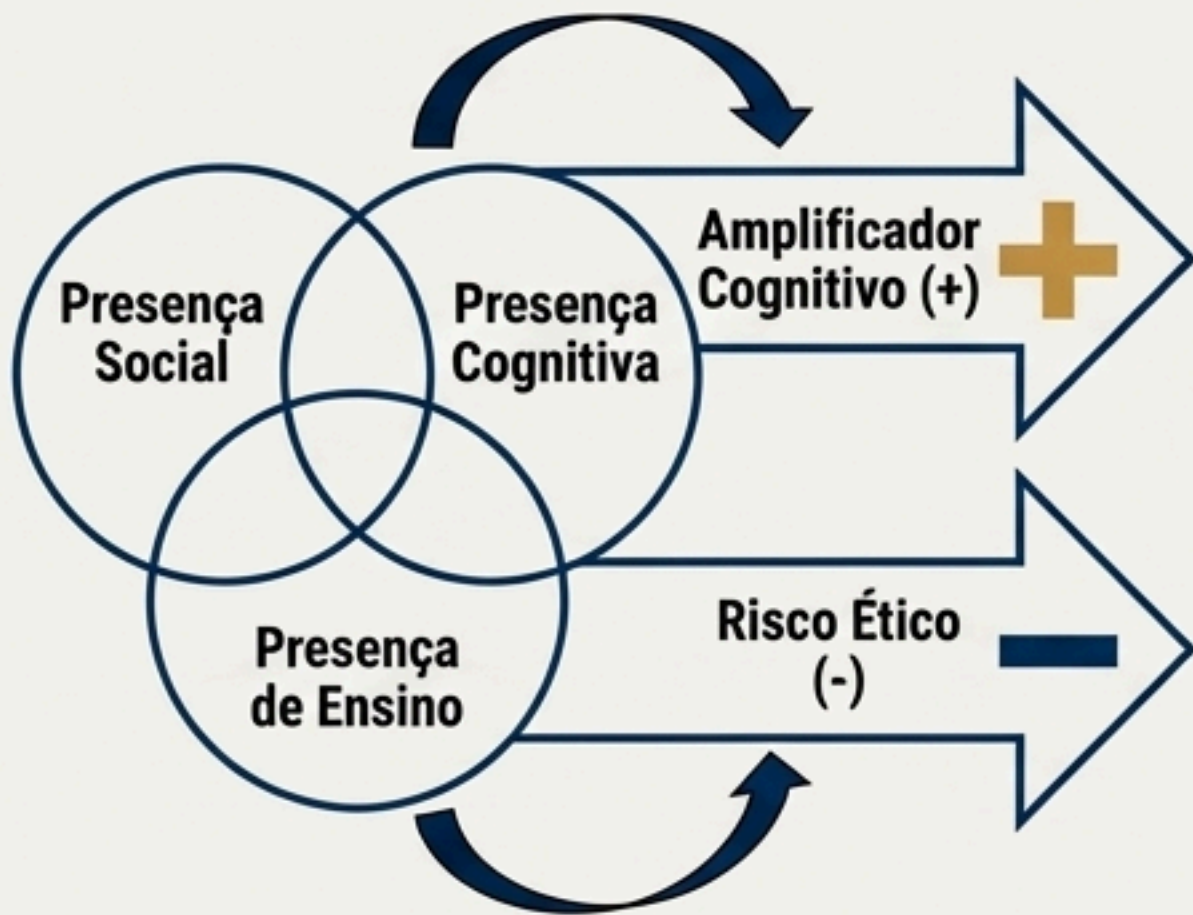 Presença
Social
Presença
Cognitiva
Amplificador
Cognitivo (+)
Presença
de Ensino
Risco Ético
(-)